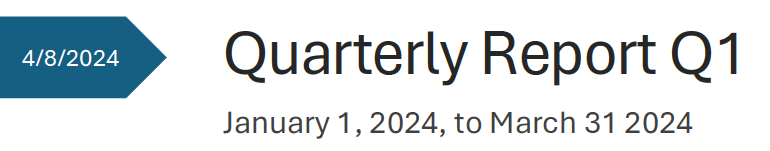 4/8/2024
Quarterly Report Q1
January 1, 2024, to March 31 2024